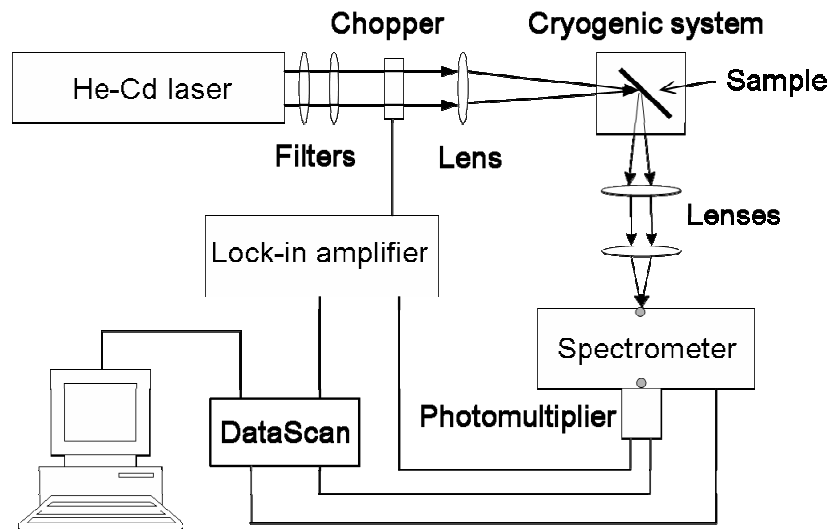 Chopper
Cryogenic system
He-Cd laser
Sample
Filters
Lens
Lenses
Lock-in amplifier
Spectrometer
Photomultiplier
DataScan